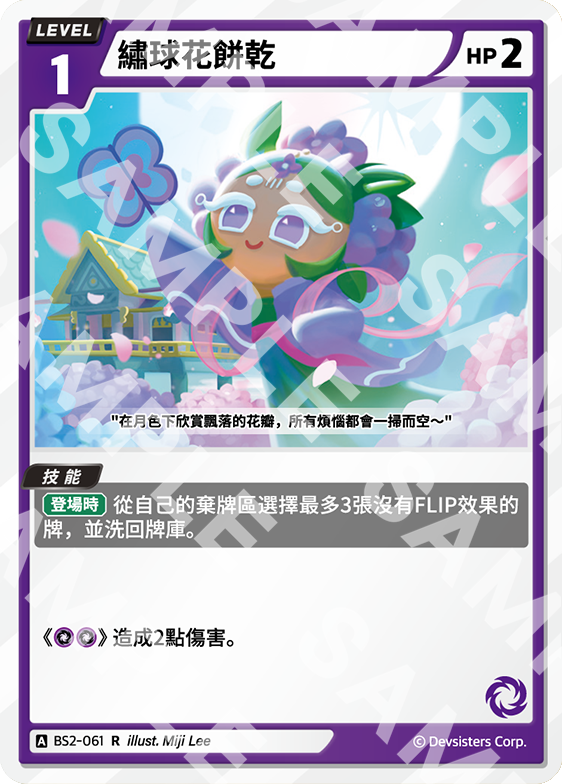 LEVEL
1
繡球花餅乾
HP 2
"在月色下欣賞飄落的花瓣，所有煩惱都會一掃而空～"
技能
登場時 從自己的棄牌區選擇最多3張沒有FLIP效果的
牌，並洗回牌庫。
《》造成2點傷害。
A BS2-061 R illust. Miji Lee
© Devsisters Corp.
SAMPLE
SAMPLE
SAMPLE
SAMPLE